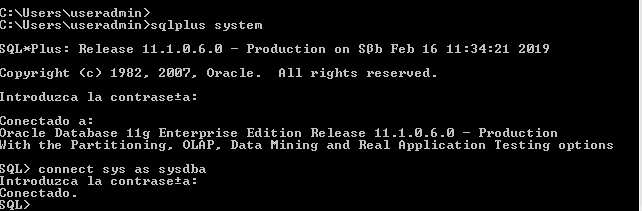 C:\Users\useradmin>
C:\Users\useradmin>sqlplus system
SQL*Plus: Release 11.1.0.6.0 - Production on Sßb Feb 16 11:34:21 2019
Copyright (c) 1982, 2007, Oracle.  All rights reserved.
Introduzca la contrase±a:
Conectado a:
Oracle Database 11g Enterprise Edition Release 11.1.0.6.0 - Production
With the Partitioning, OLAP, Data Mining and Real Application Testing options
SQL> connect sys as sysdba
Introduzca la contrase±a:
Conectado.
SQL>